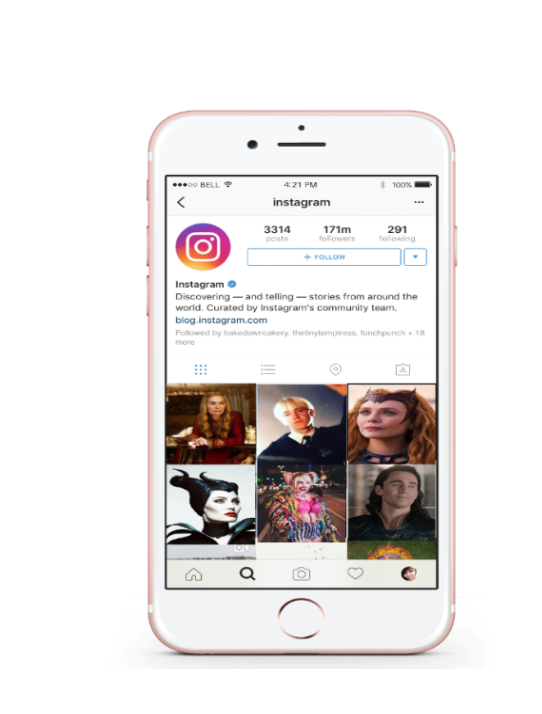 BELL 4:21 PM 100%
instagram
3314 171m 291
posts followers following
+ FOLLOW
Instagram
Discovering — and telling — stories from around the
world. Curated by Instagram's community team.
blog.instagram.com
Followed by bakedowncakery, thetinytemptress, lunchpunch + 18
more